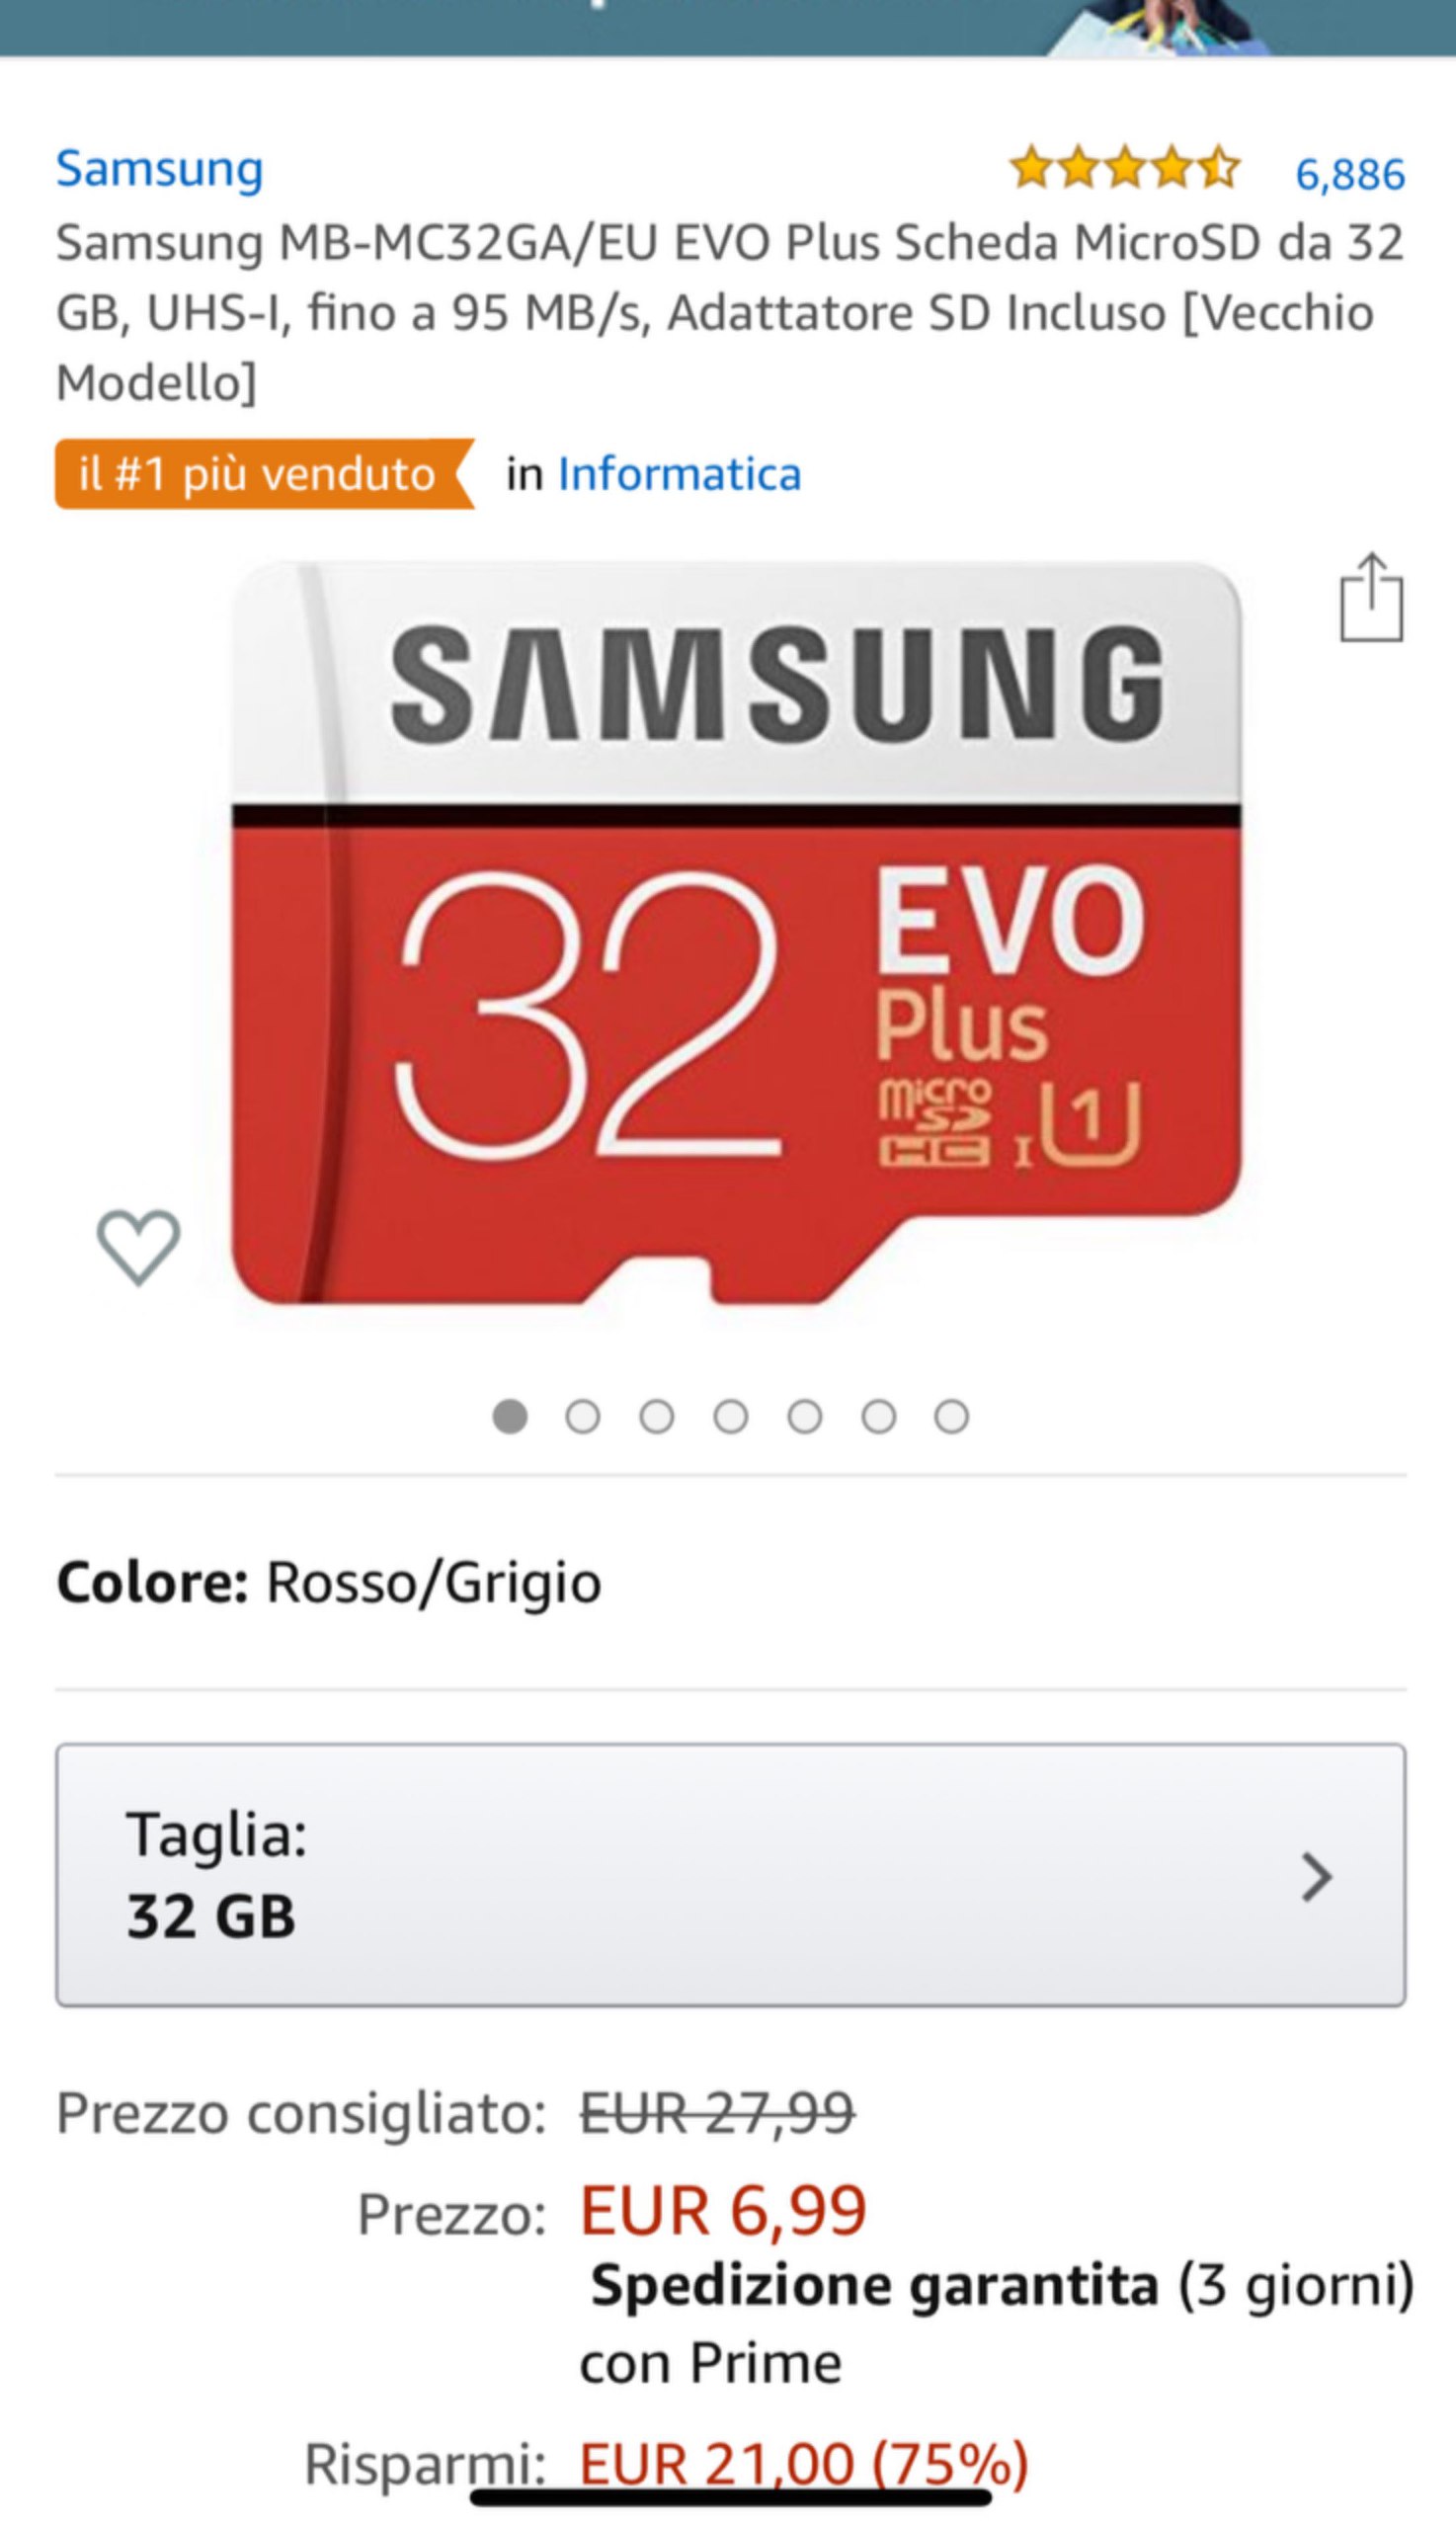 Samsung 6,886
Samsung MB-MC32GA/EU EVO Plus Scheda MicroSD da 32
GB, UHS-I, fino a 95 MB/s, Adattatore SD Incluso [Vecchio
Modello]
il #1 più venduto in Informatica
SAMSUNG
32
EVO
Plus
micro
SD
HC I U1
Colore: Rosso/Grigio
Taglia:
32 GB
Prezzo consigliato: EUR 27,99
Prezzo: EUR 6,99
Spedizione garantita (3 giorni)
con Prime
Risparmi: EUR 21,00 (75%)